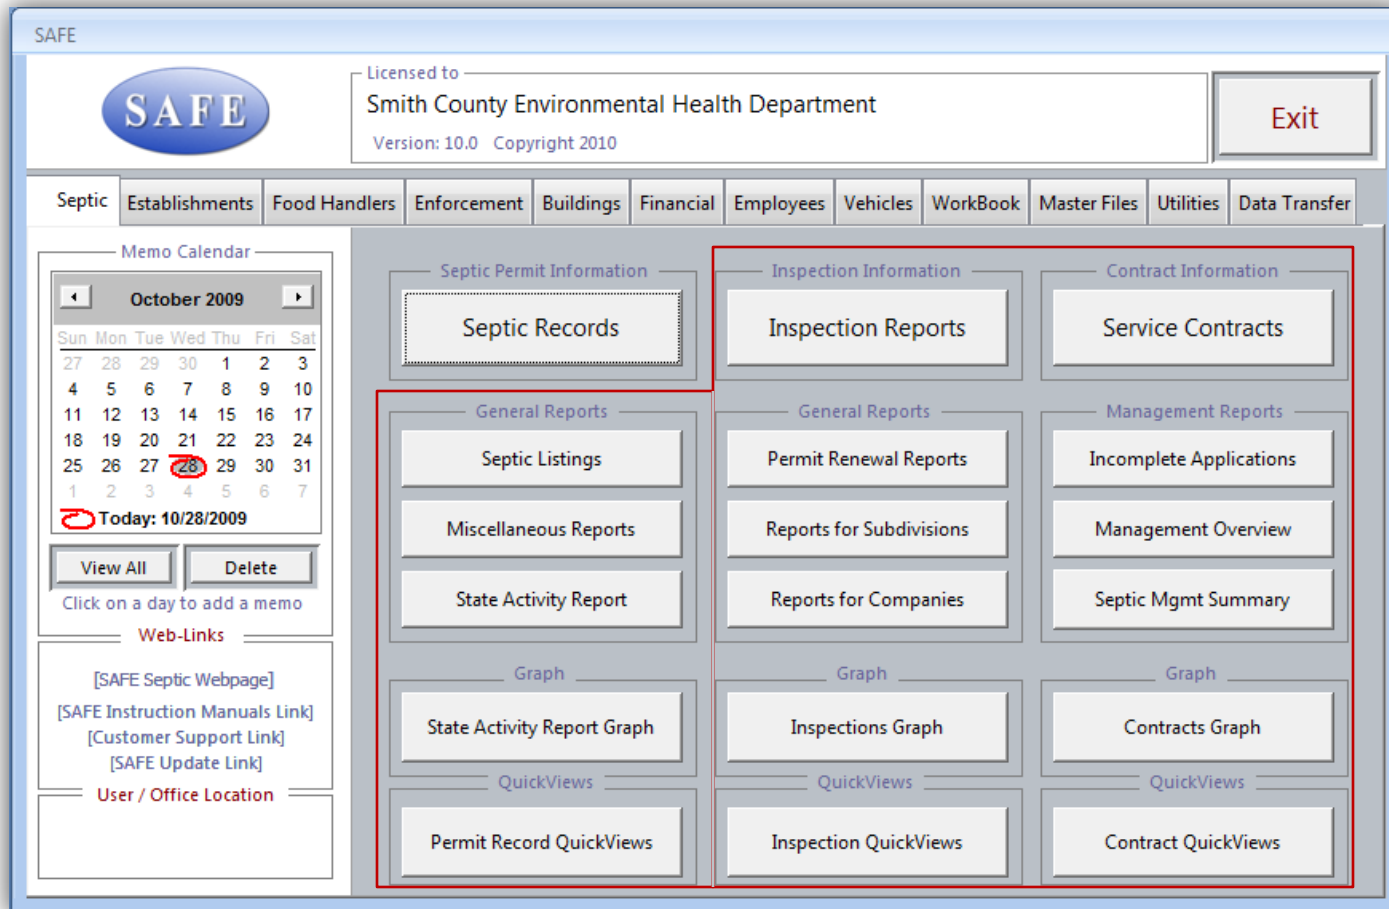 SAFE
SAFE
Licensed to
Smith County Environmental Health Department
Version: 10.0 Copyright 2010
Exit
Septic Establishments Food Handlers Enforcement Buildings Financial Employees Vehicles WorkBook Master Files Utilities Data Transfer
Memo Calendar
October 2009
Sun Mon Tue Wed Thu Fri Sat
27 28 29 30 1 2 3
4 5 6 7 8 9 10
11 12 13 14 15 16 17
18 19 20 21 22 23 24
25 26 27 28 29 30 31
1 2 3 4 5 6 7
Today: 10/28/2009
View All Delete
Click on a day to add a memo
Web-Links
[SAFE Septic Webpage]
[SAFE Instruction Manuals Link]
[Customer Support Link]
[SAFE Update Link]
User / Office Location
Septic Permit Information Inspection Information Contract Information
Septic Records Inspection Reports Service Contracts
General Reports General Reports Management Reports
Septic Listings Permit Renewal Reports Incomplete Applications
Miscellaneous Reports Reports for Subdivisions Management Overview
State Activity Report Reports for Companies Septic Mgmt Summary
Graph Graph Graph
State Activity Report Graph Inspections Graph Contracts Graph
QuickViews QuickViews QuickViews
Permit Record QuickViews Inspection QuickViews Contract QuickViews